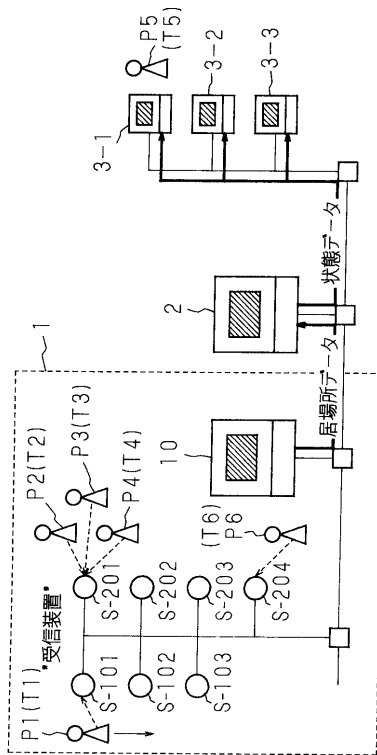 1
P1(T1)
"受信装置"
P2(T2)
P3(T3)
P4(T4)
S-101
S-102
S-103
S-201
S-202
S-203
S-204
(T6)
P6
10
居場所データ
2
状態データ
3-1
3-2
3-3
P5
(T5)